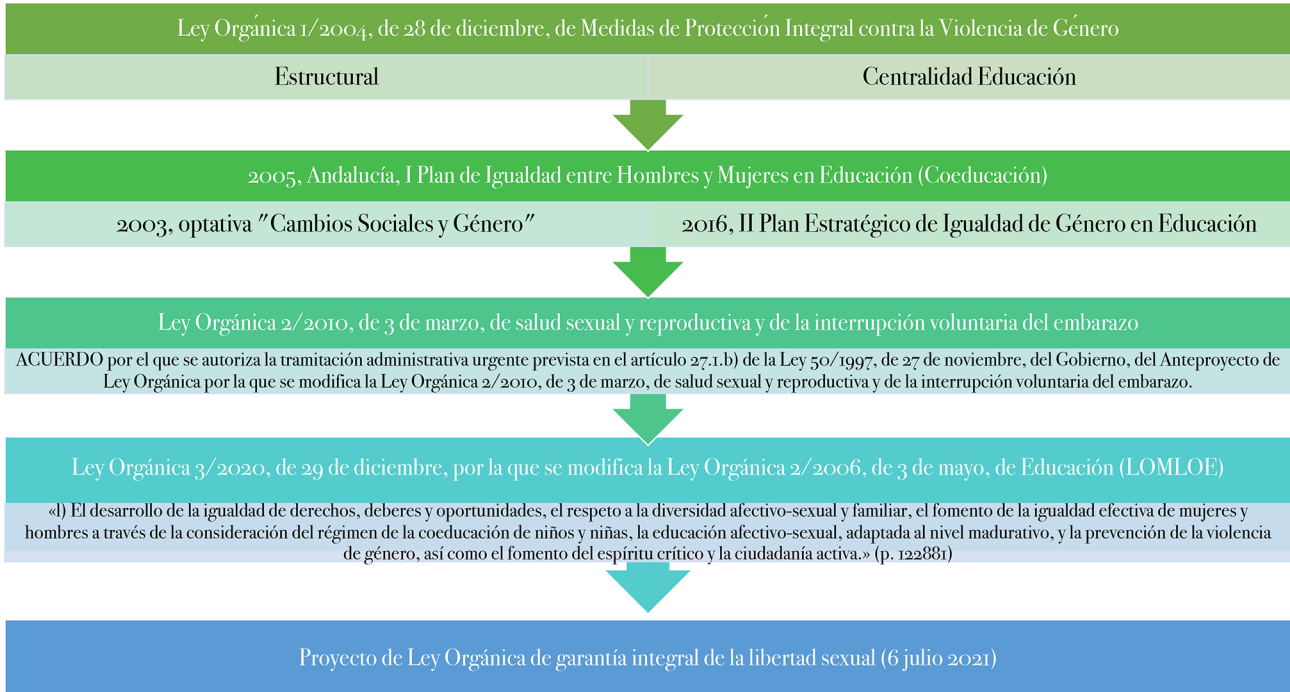 Ley Orgánica 1/2004, de 28 de diciembre, de Medidas de Protección Integral contra la Violencia de Género
Estructural
Centralidad Educación
2005, Andalucía, I Plan de Igualdad entre Hombres y Mujeres en Educación (Coeducación)
2003, optativa "Cambios Sociales y Género"
2016, II Plan Estratégico de Igualdad de Género en Educación
Ley Orgánica 2/2010, de 3 de marzo, de salud sexual y reproductiva y de la interrupción voluntaria del embarazo
ACUERDO por el que se autoriza la tramitación administrativa urgente prevista en el artículo 27.1.b) de la Ley 50/1997, de 27 de noviembre, del Gobierno, del Anteproyecto de
Ley Orgánica por la que se modifica la Ley Orgánica 2/2010, de 3 de marzo, de salud sexual y reproductiva y de la interrupción voluntaria del embarazo.
Ley Orgánica 3/2020, de 29 de diciembre, por la que se modifica la Ley Orgánica 2/2006, de 3 de mayo, de Educación (LOMLOE)
«l) El desarrollo de la igualdad de derechos, deberes y oportunidades, el respeto a la diversidad afectivo-sexual y familiar, el fomento de la igualdad efectiva de mujeres y
hombres a través de la consideración del régimen de la coeducación de niños y niñas, la educación afectivo-sexual, adaptada al nivel madurativo, y la prevención de la violencia
de género, así como el fomento del espíritu crítico y la ciudadanía activa.» (p. 122881)
Proyecto de Ley Orgánica de garantía integral de la libertad sexual (6 julio 2021)